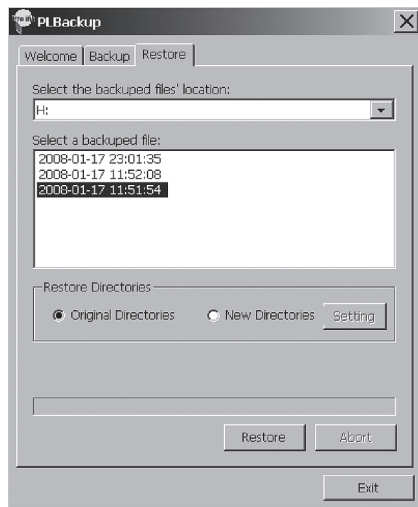 PLBackup
Welcome Backup Restore
Select the backuped files' location:
H:
Select a backuped file:
2008-01-17 23:01:35
2008-01-17 11:52:08
2008-01-17 11:51:54
Restore Directories
Original Directories New Directories Setting
Restore Abort
Exit